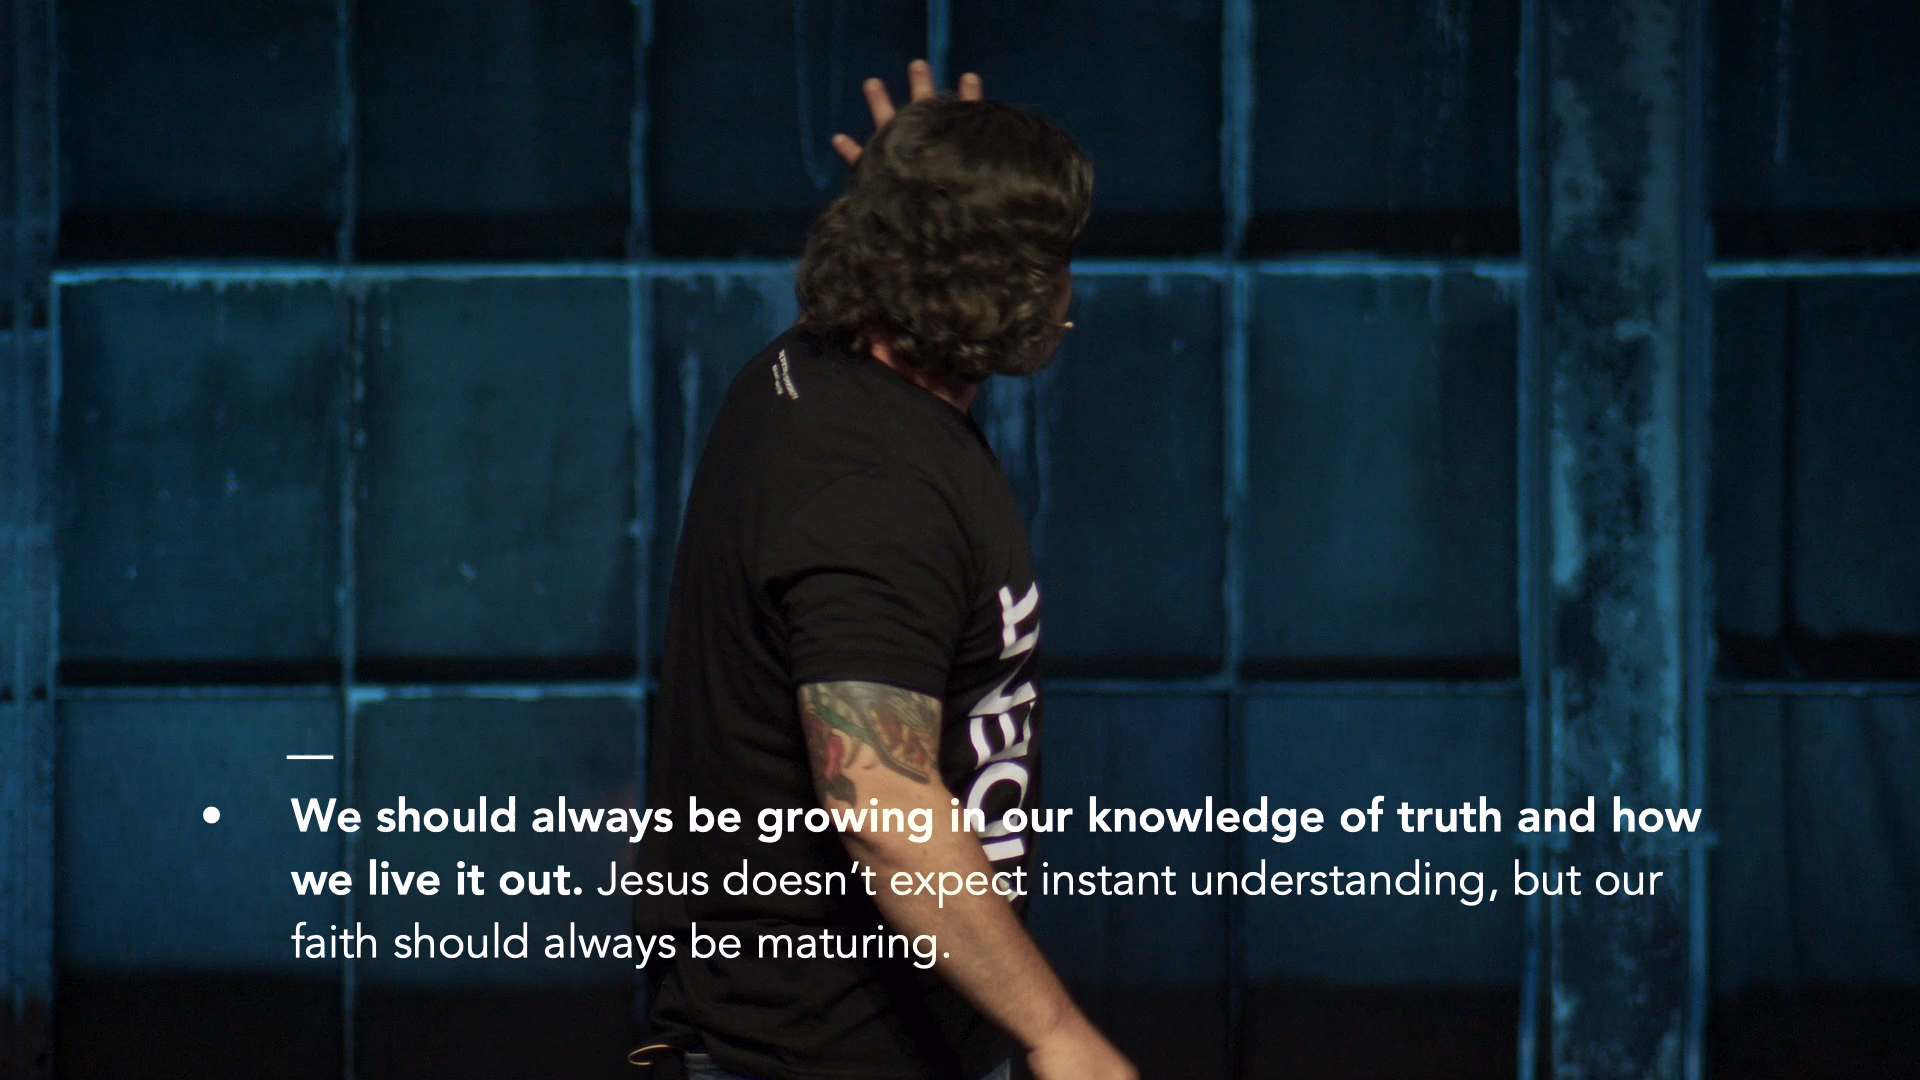 • We should always be growing in our knowledge of truth and how
we live it out. Jesus doesn’t expect instant understanding, but our
faith should always be maturing.